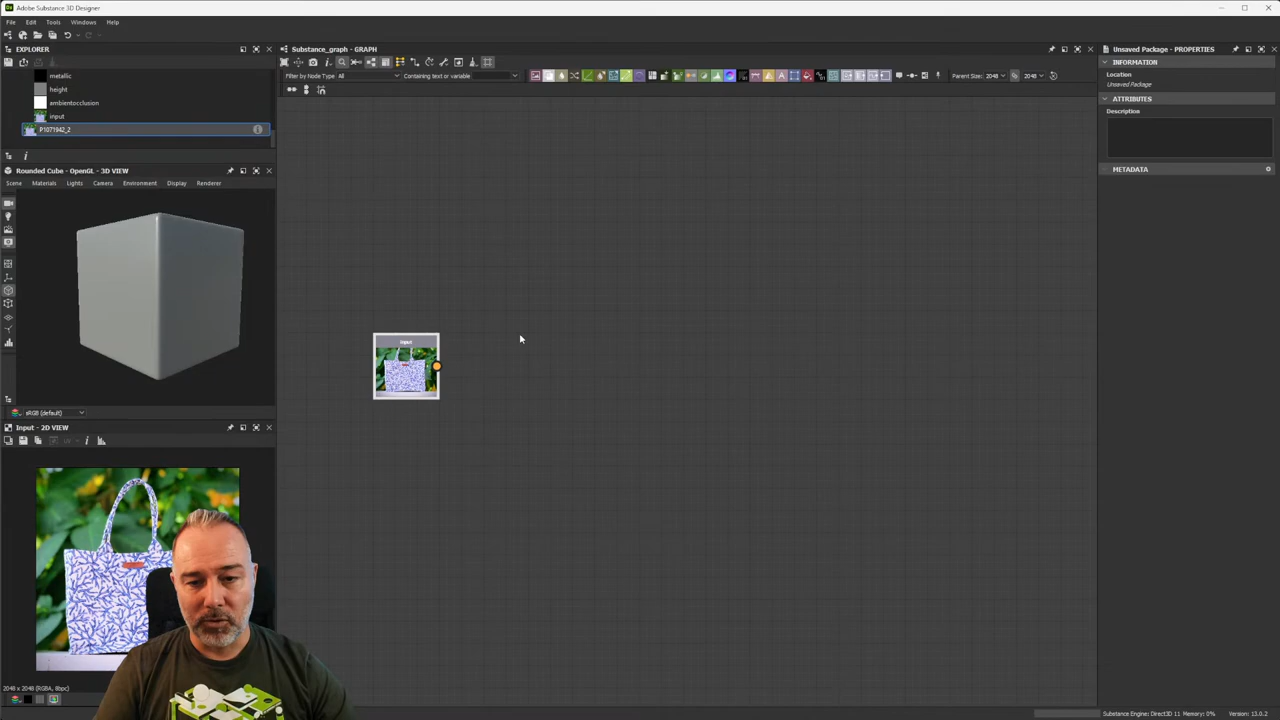 Adobe Substance 3D Designer
File Edit Tools Windows Help
EXPLORER
metallic
height
ambientocclusion
input
P1071942_2
Rounded Cube - OpenGL - 3D VIEW
Scene Materials Lights Camera Environment Display Renderer
sRGB (default)
Input - 2D VIEW
2048 x 2048 (RGBA, 8bpc)
Substance_graph - GRAPH
Filter by Node Type All Containing text or variable Parent Size: 2048 2048
Input
Unsaved Package - PROPERTIES
INFORMATION
Location
Unsaved Package
ATTRIBUTES
Description
METADATA
Substance Engine: Direct3D 11 Memory: 0% Version: 13.0.2